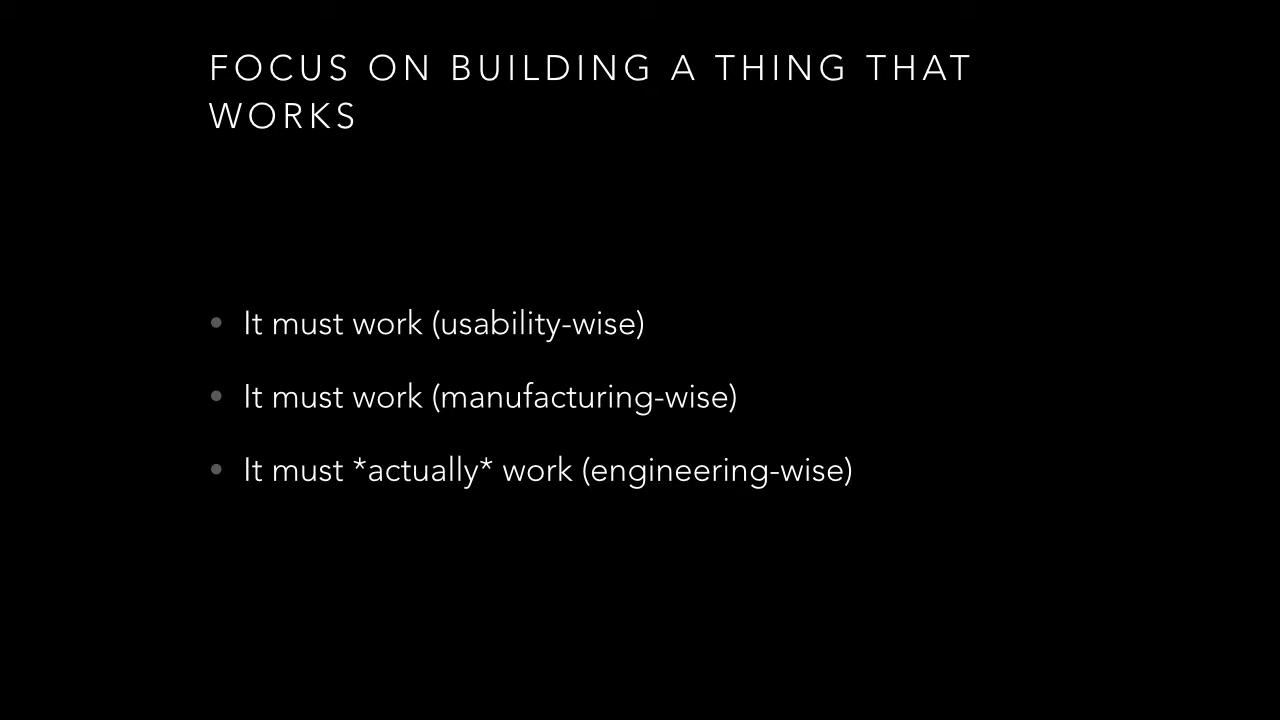 FOCUS ON BUILDING A THING THAT
WORKS
• It must work (usability-wise)
• It must work (manufacturing-wise)
• It must *actually* work (engineering-wise)